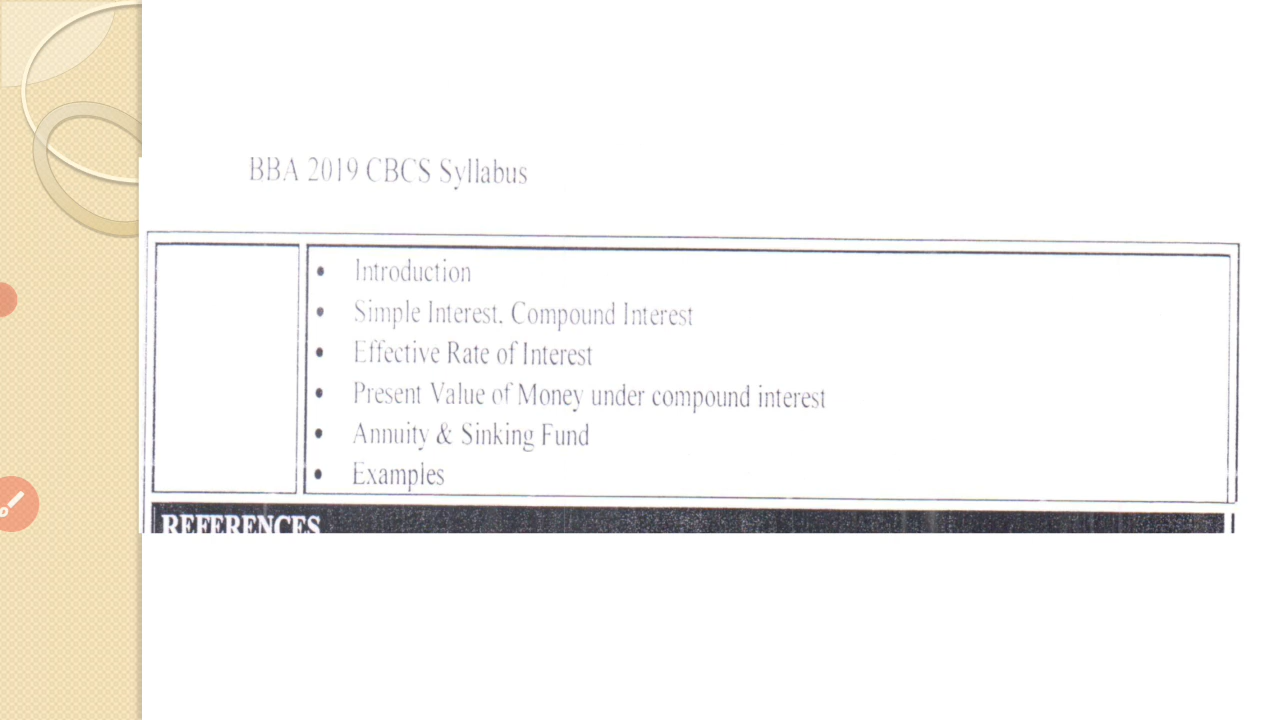 BBA 2019 CBCS Syllabus
• Introduction
• Simple Interest, Compound Interest
• Effective Rate of Interest
• Present Value of Money under compound interest
• Annuity & Sinking Fund
• Examples
REFERENCES